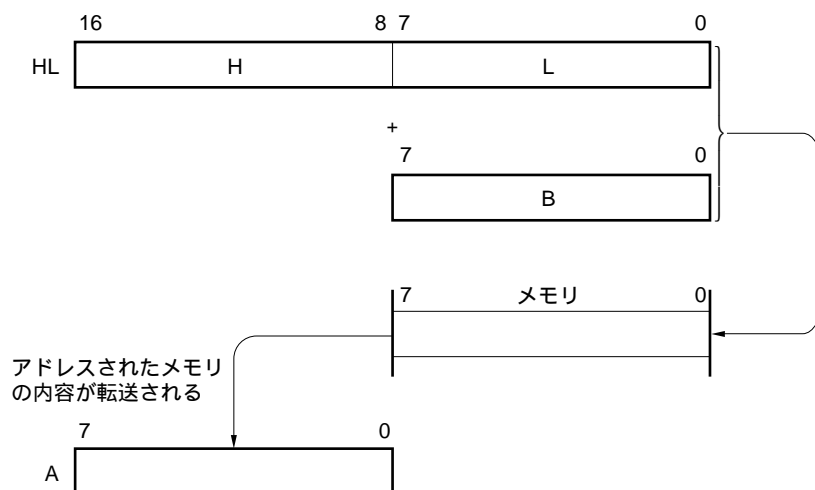 16 8 7 0
HL H L
+
7 0
B
7 メモリ 0
アドレスされたメモリ
の内容が転送される
7 0
A